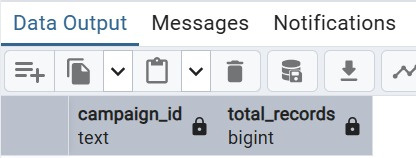 Data Output Messages Notifications
campaign_id total_records
text bigint